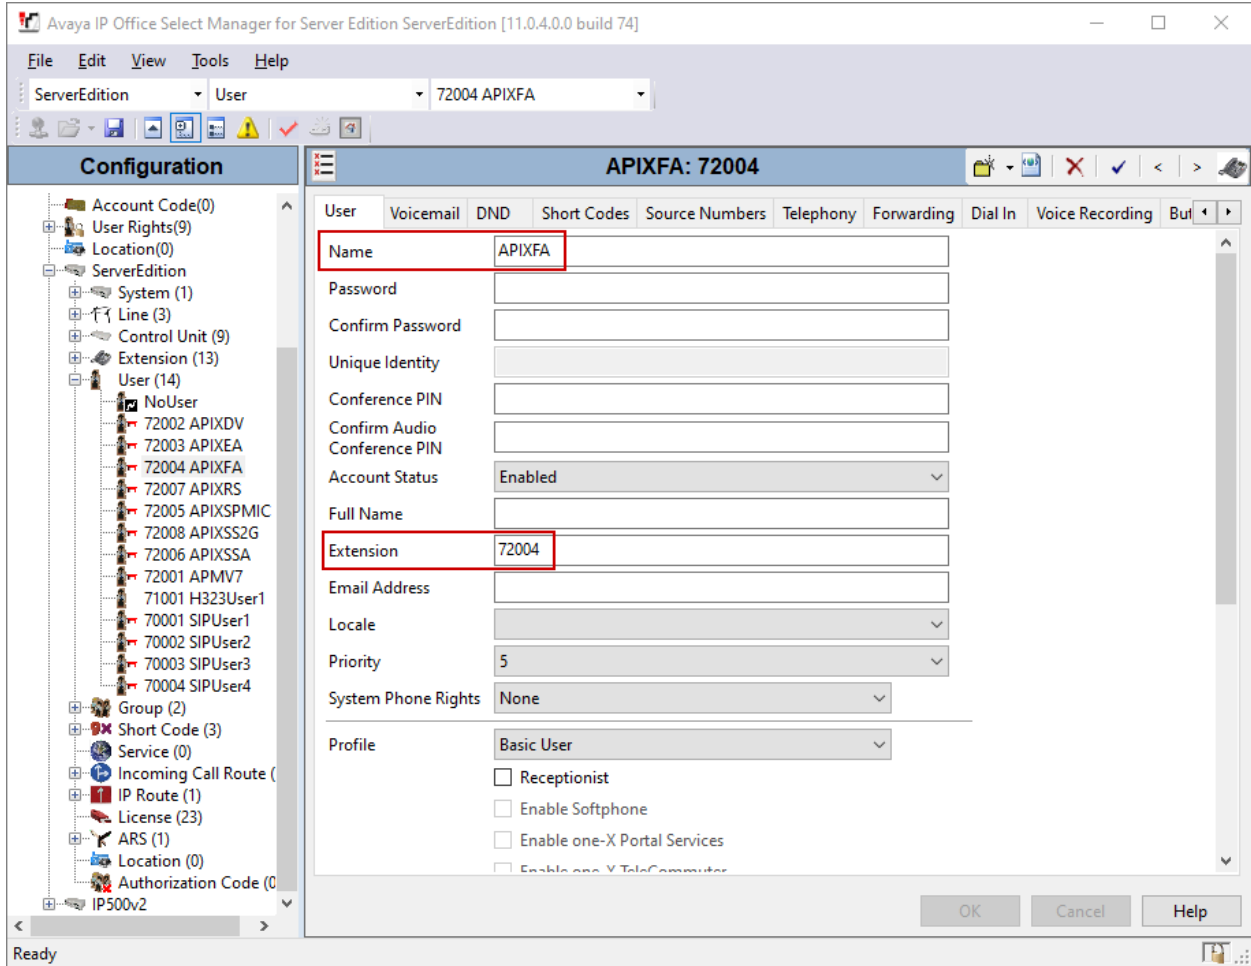 Avaya IP Office Select Manager for Server Edition ServerEdition [11.0.4.0.0 build 74]
File Edit View Tools Help
ServerEdition User 72004 APIXFA
Configuration
Account Code(0)
User Rights(9)
Location(0)
ServerEdition
System (1)
Line (3)
Control Unit (9)
Extension (13)
User (14)
NoUser
72002 APIXDV
72003 APIXEA
72004 APIXFA
72007 APIXRS
72005 APIXSPMIC
72008 APIXSS2G
72006 APIXSSA
72001 APMV7
71001 H323User1
70001 SIPUser1
70002 SIPUser2
70003 SIPUser3
70004 SIPUser4
Group (2)
Short Code (3)
Service (0)
Incoming Call Route (
IP Route (1)
License (23)
ARS (1)
Location (0)
Authorization Code (0
IP500v2
APIXFA: 72004
User Voicemail DND Short Codes Source Numbers Telephony Forwarding Dial In Voice Recording But
Name APIXFA
Password
Confirm Password
Unique Identity
Conference PIN
Confirm Audio
Conference PIN
Account Status Enabled
Full Name
Extension 72004
Email Address
Locale
Priority 5
System Phone Rights None
Profile Basic User
Receptionist
Enable Softphone
Enable one-X Portal Services
Enable one-X TeleCommuter
OK Cancel Help
Ready